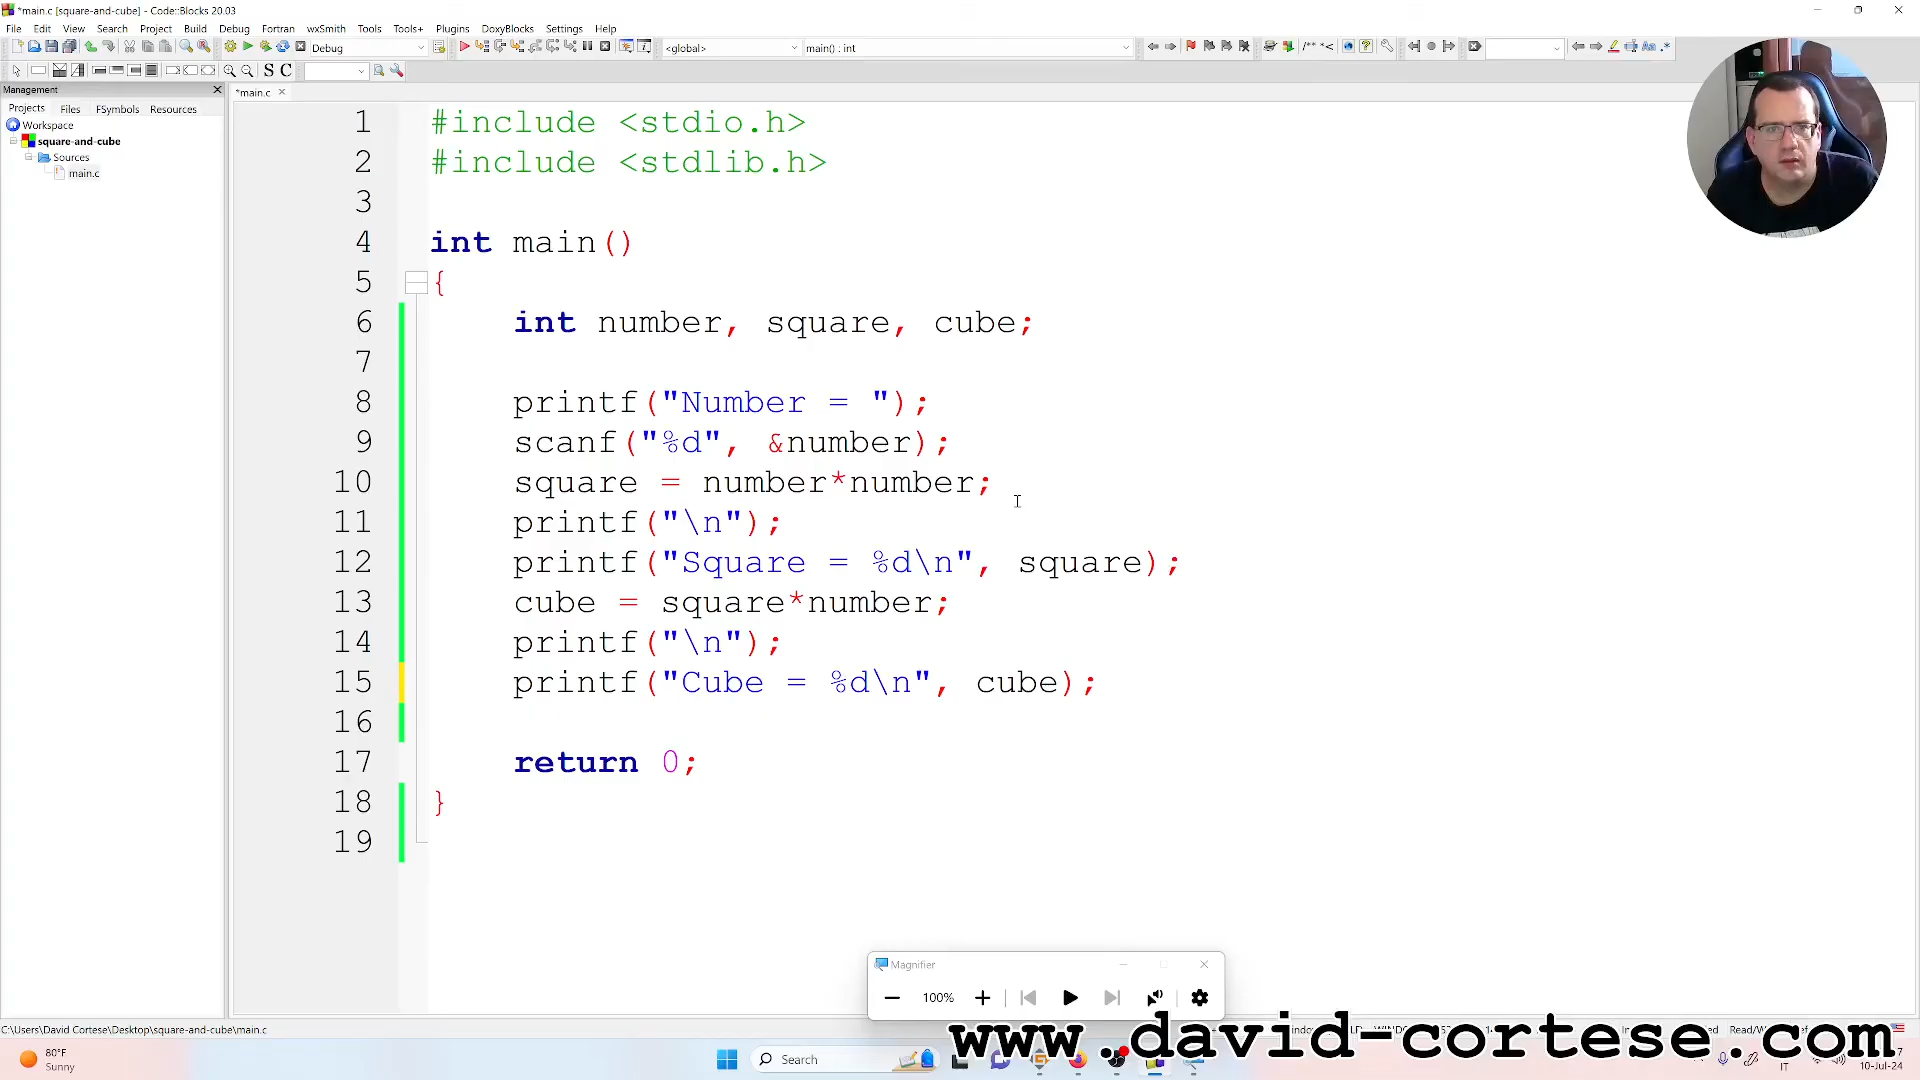 *main.c [square-and-cube] - Code::Blocks 20.03
File Edit View Search Project Build Debug Fortran wxSmith Tools Tools+ Plugins DoxyBlocks Settings Help
Debug <global> main() : int
S C
Management
Projects Files FSymbols Resources
Workspace
square-and-cube
Sources
main.c
*main.c
1 #include <stdio.h>
2 #include <stdlib.h>
3
4 int main()
5 {
6 int number, square, cube;
7
8 printf("Number = ");
9 scanf("%d", &number);
10 square = number*number;
11 printf("\n");
12 printf("Square = %d\n", square);
13 cube = square*number;
14 printf("\n");
15 printf("Cube = %d\n", cube);
16
17 return 0;
18 }
19
Magnifier
100%
C:\Users\David Cortese\Desktop\square-and-cube\main.c
www.david-cortese.com
80°F
Sunny
Search
IT
10-Jul-24